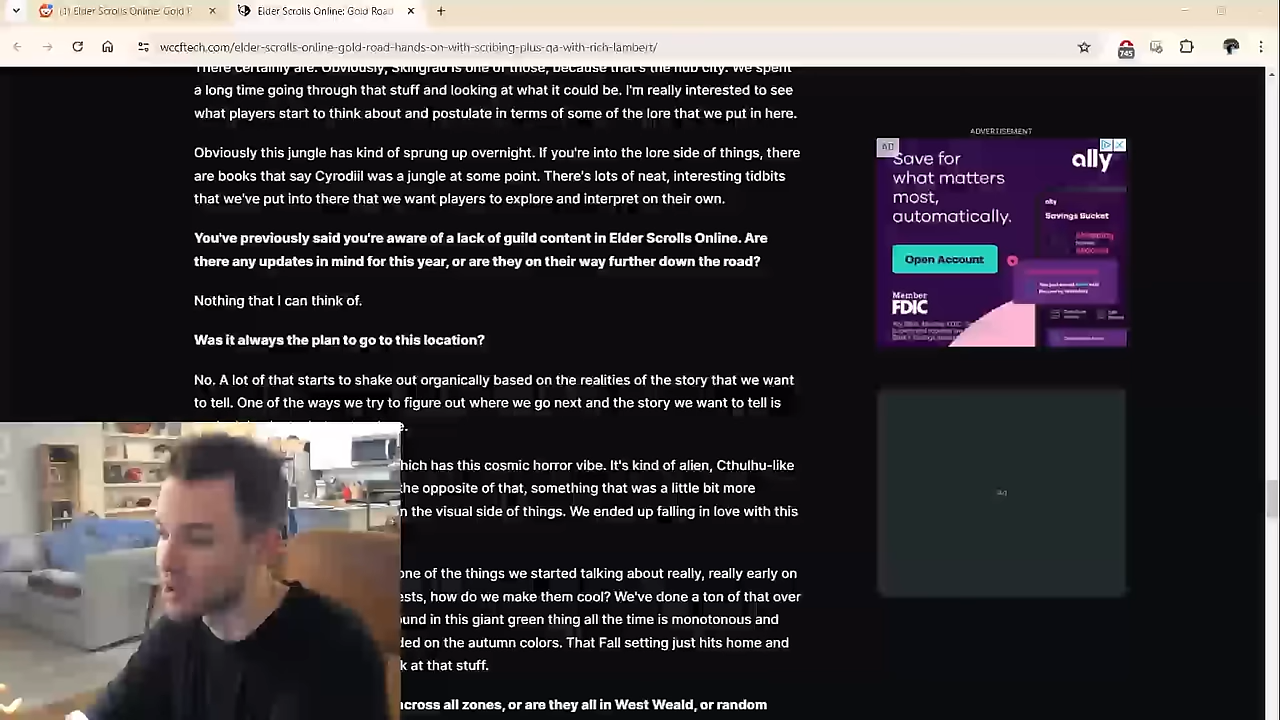 (1) Elder Scrolls Online: Gold R
Elder Scrolls Online: Gold Road
wccftech.com/elder-scrolls-online-gold-road-hands-on-with-scribing-plus-qa-with-rich-lambert/
745
There certainly are. Obviously, Skingrad is one of those, because that's the hub city. We spent
a long time going through that stuff and looking at what it could be. I'm really interested to see
what players start to think about and postulate in terms of some of the lore that we put in here.
Obviously this jungle has kind of sprung up overnight. If you're into the lore side of things, there
are books that say Cyrodiil was a jungle at some point. There's lots of neat, interesting tidbits
that we've put into there that we want players to explore and interpret on their own.
You've previously said you're aware of a lack of guild content in Elder Scrolls Online. Are
there any updates in mind for this year, or are they on their way further down the road?
Nothing that I can think of.
Was it always the plan to go to this location?
No. A lot of that starts to shake out organically based on the realities of the story that we want
to tell. One of the ways we try to figure out where we go next and the story we want to tell is
e.
hich has this cosmic horror vibe. It's kind of alien, Cthulhu-like
the opposite of that, something that was a little bit more
n the visual side of things. We ended up falling in love with this
one of the things we started talking about really, really early on
ests, how do we make them cool? We've done a ton of that over
ound in this giant green thing all the time is monotonous and
ded on the autumn colors. That Fall setting just hits home and
k at that stuff.
across all zones, or are they all in West Weald, or random
ADVERTISEMENT
AD
Save for
what matters
most,
automatically.
Open Account
Member
FDIC
ally
ally
Savings Bucket